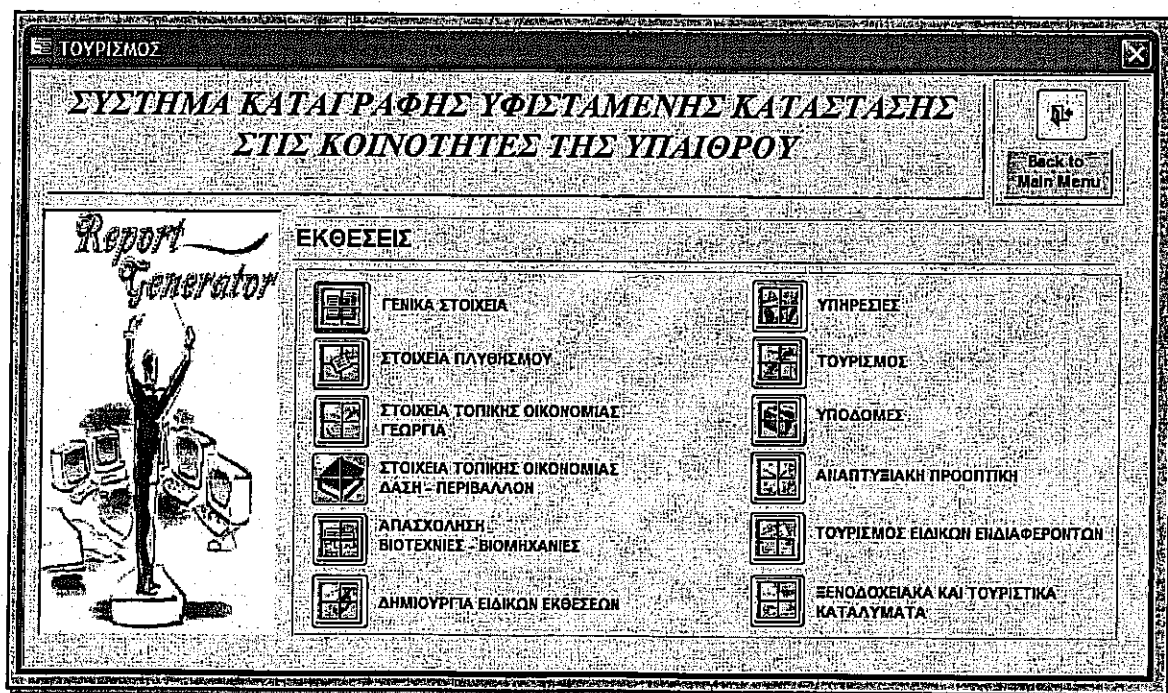 ΤΟΥΡΙΣΜΟΣ
ΣΥΣΤΗΜΑ ΚΑΤΑΓΡΑΦΗΣ ΥΦΙΣΤΑΜΕΝΗΣ ΚΑΤΑΣΤΑΣΗΣ
ΣΤΙΣ ΚΟΙΝΟΤΗΤΕΣ ΤΗΣ ΥΠΑΙΘΡΟΥ
Back to
Main Menu
Report
Generator
ΕΚΘΕΣΕΙΣ
ΓΕΝΙΚΑ ΣΤΟΙΧΕΙΑ
ΣΤΟΙΧΕΙΑ ΠΛΥΘΗΣΜΟΥ
ΣΤΟΙΧΕΙΑ ΤΟΠΙΚΗΣ ΟΙΚΟΝΟΜΙΑΣ
ΓΕΩΡΓΙΑ
ΣΤΟΙΧΕΙΑ ΤΟΠΙΚΗΣ ΟΙΚΟΝΟΜΙΑΣ
ΔΑΣΗ - ΠΕΡΙΒΑΛΛΟΝ
ΑΠΑΣΧΟΛΗΣΗ
ΒΙΟΤΕΧΝΙΕΣ - ΒΙΟΜΗΧΑΝΙΕΣ
ΔΗΜΙΟΥΡΓΙΑ ΕΙΔΙΚΩΝ ΕΚΘΕΣΕΩΝ
ΥΠΗΡΕΣΙΕΣ
ΤΟΥΡΙΣΜΟΣ
ΥΠΟΔΟΜΕΣ
ΑΝΑΠΤΥΞΙΑΚΗ ΠΡΟΟΠΤΙΚΗ
ΤΟΥΡΙΣΜΟΣ ΕΙΔΙΚΩΝ ΕΝΔΙΑΦΕΡΟΝΤΩΝ
ΞΕΝΟΔΟΧΕΙΑΚΑ ΚΑΙ ΤΟΥΡΙΣΤΙΚΑ
ΚΑΤΑΛΥΜΑΤΑ